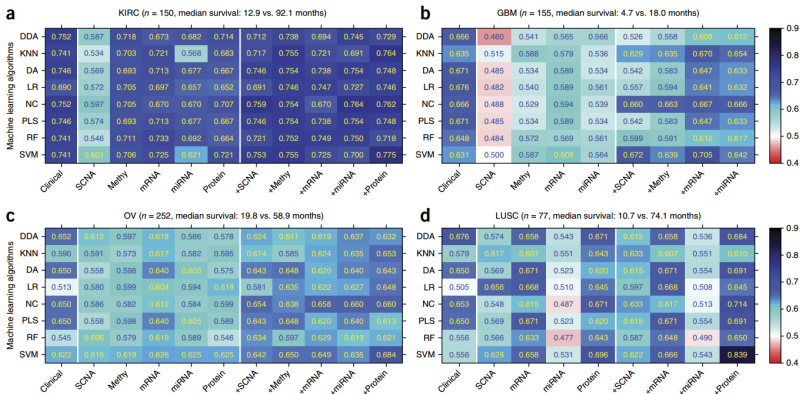 a KIRC (n = 150, median survival: 12.9 vs. 92.1 months)
Machine learning algorithms
DDA 0.752 0.587 0.718 0.673 0.682 0.714 0.712 0.738 0.694 0.745 0.729
KNN 0.741 0.534 0.703 0.721 0.568 0.683 0.717 0.755 0.725 0.791 0.764
DA 0.746 0.569 0.693 0.713 0.677 0.667 0.746 0.754 0.738 0.754 0.748
LR 0.690 0.572 0.705 0.697 0.657 0.652 0.691 0.746 0.747 0.727 0.746
NC 0.752 0.597 0.705 0.670 0.670 0.707 0.759 0.754 0.670 0.764 0.762
PLS 0.746 0.574 0.693 0.713 0.677 0.667 0.746 0.754 0.738 0.754 0.748
RF 0.741 0.546 0.711 0.733 0.692 0.664 0.721 0.752 0.749 0.750 0.718
SVM 0.741 0.601 0.706 0.725 0.621 0.721 0.753 0.755 0.725 0.700 0.775
Clinical SCNA Methy mRNA miRNA Protein +SCNA +Methy +mRNA +miRNA +Protein
b GBM (n = 155, median survival: 4.7 vs. 18.0 months)
DDA 0.666 0.460 0.541 0.565 0.566 0.526 0.558 0.608 0.612
KNN 0.635 0.515 0.588 0.579 0.536 0.629 0.635 0.670 0.654
DA 0.671 0.485 0.534 0.589 0.534 0.542 0.583 0.647 0.633
LR 0.666 0.482 0.540 0.589 0.561 0.557 0.594 0.641 0.632
NC 0.666 0.488 0.529 0.594 0.539 0.660 0.663 0.667 0.666
PLS 0.671 0.485 0.534 0.589 0.534 0.542 0.583 0.647 0.633
RF 0.648 0.484 0.572 0.569 0.561 0.599 0.591 0.612 0.617
SVM 0.631 0.500 0.587 0.609 0.564 0.672 0.639 0.705 0.642
Clinical SCNA Methy mRNA miRNA +SCNA +Methy +mRNA +miRNA
0.9
0.8
0.7
0.6
0.5
0.4
c OV (n = 252, median survival: 19.8 vs. 58.9 months)
Machine learning algorithms
DDA 0.652 0.612 0.597 0.618 0.586 0.578 0.624 0.611 0.619 0.637 0.632
KNN 0.590 0.591 0.573 0.617 0.582 0.595 0.614 0.585 0.624 0.635 0.653
DA 0.650 0.558 0.598 0.640 0.605 0.575 0.643 0.648 0.620 0.640 0.643
LR 0.513 0.590 0.580 0.604 0.594 0.618 0.581 0.635 0.622 0.627 0.648
NC 0.650 0.586 0.582 0.612 0.584 0.599 0.654 0.638 0.658 0.660 0.660
PLS 0.650 0.558 0.598 0.640 0.605 0.589 0.643 0.648 0.620 0.640 0.613
RF 0.545 0.606 0.579 0.619 0.589 0.546 0.634 0.597 0.629 0.613 0.621
SVM 0.622 0.615 0.619 0.626 0.625 0.625 0.642 0.650 0.649 0.635 0.684
Clinical SCNA Methy mRNA miRNA Protein +SCNA +Methy +mRNA +miRNA +Protein
d LUSC (n = 77, median survival: 10.7 vs. 74.1 months)
DDA 0.676 0.574 0.658 0.543 0.671 0.612 0.658 0.536 0.684
KNN 0.579 0.617 0.607 0.551 0.600 0.633 0.607 0.551 0.610
DA 0.650 0.569 0.671 0.523 0.620 0.615 0.671 0.554 0.691
LR 0.505 0.656 0.668 0.510 0.645 0.597 0.668 0.508 0.645
NC 0.653 0.548 0.615 0.487 0.671 0.633 0.617 0.513 0.714
PLS 0.650 0.569 0.671 0.523 0.620 0.615 0.671 0.554 0.691
RF 0.556 0.566 0.633 0.477 0.650 0.587 0.648 0.490 0.650
SVM 0.556 0.628 0.658 0.531 0.696 0.622 0.666 0.543 0.839
Clinical SCNA mRNA miRNA Protein +SCNA +mRNA +miRNA +Protein
0.9
0.8
0.7
0.6
0.5
0.4